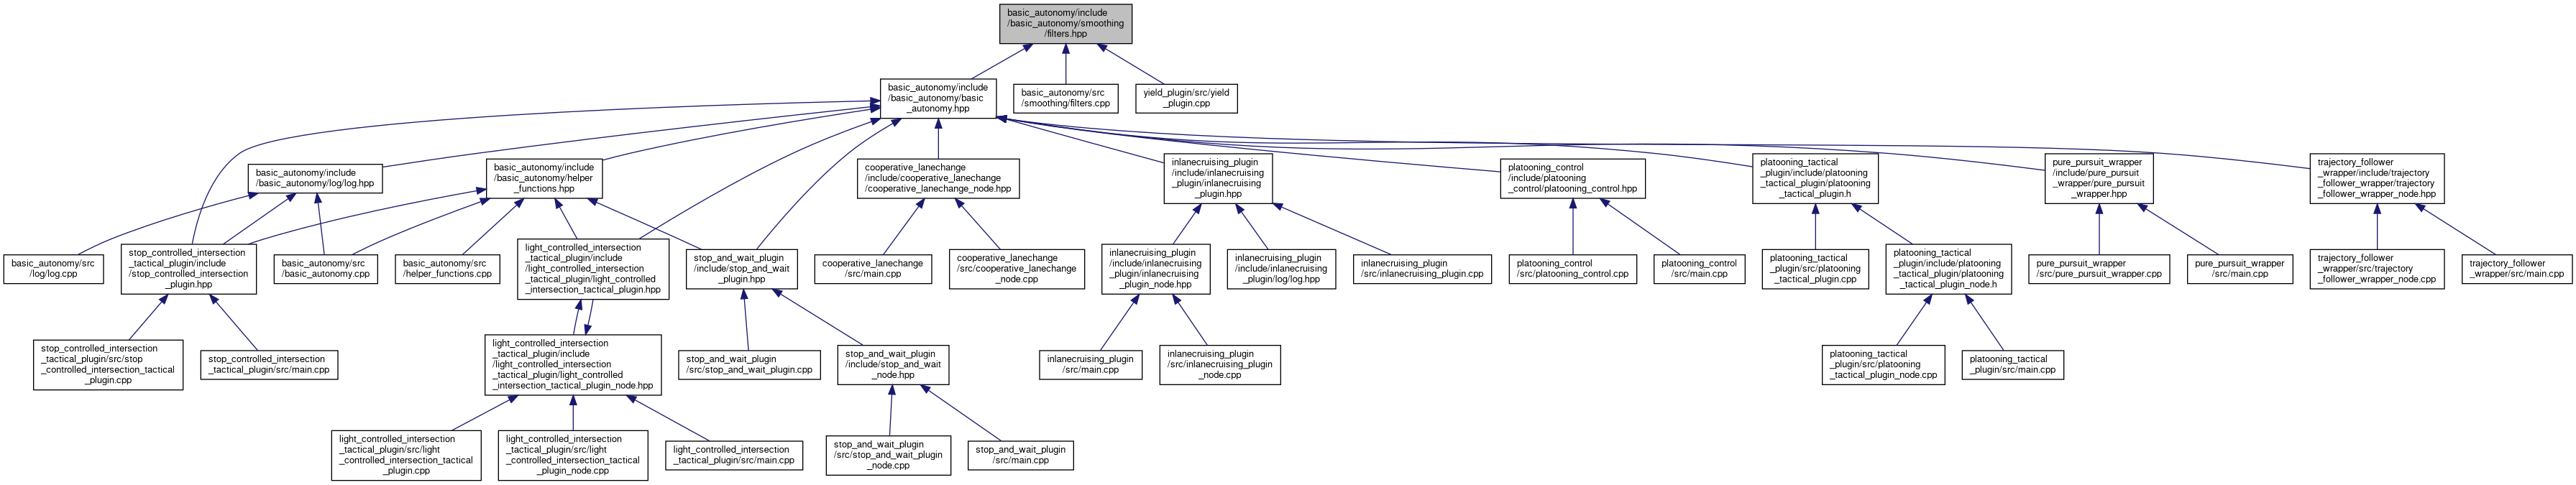 basic_autonomy/include
/basic_autonomy/smoothing
/filters.hpp
basic_autonomy/include
/basic_autonomy/basic
_autonomy.hpp
basic_autonomy/src
/smoothing/filters.cpp
yield_plugin/src/yield
_plugin.cpp
basic_autonomy/include
/basic_autonomy/log/log.hpp
basic_autonomy/include
/basic_autonomy/helper
_functions.hpp
cooperative_lanechange
/include/cooperative_lanechange
/cooperative_lanechange_node.hpp
inlanecruising_plugin
/include/inlanecruising
_plugin/inlanecruising
_plugin.hpp
platooning_control
/include/platooning
_control/platooning_control.hpp
platooning_tactical
_plugin/include/platooning
_tactical_plugin/platooning
_tactical_plugin.h
pure_pursuit_wrapper
/include/pure_pursuit
_wrapper/pure_pursuit
_wrapper.hpp
trajectory_follower
_wrapper/include/trajectory
_follower_wrapper/trajectory
_follower_wrapper_node.hpp
basic_autonomy/src
/log/log.cpp
stop_controlled_intersection
_tactical_plugin/include
/stop_controlled_intersection
_plugin.hpp
basic_autonomy/src
/basic_autonomy.cpp
basic_autonomy/src
/helper_functions.cpp
light_controlled_intersection
_tactical_plugin/include
/light_controlled_intersection
_tactical_plugin/light_controlled
_intersection_tactical_plugin.hpp
stop_and_wait_plugin
/include/stop_and_wait
_plugin.hpp
cooperative_lanechange
/src/main.cpp
cooperative_lanechange
/src/cooperative_lanechange
_node.cpp
inlanecruising_plugin
/include/inlanecruising
_plugin/inlanecruising
_plugin_node.hpp
inlanecruising_plugin
/include/inlanecruising
_plugin/log/log.hpp
inlanecruising_plugin
/src/inlanecruising_plugin.cpp
platooning_control
/src/platooning_control.cpp
platooning_control
/src/main.cpp
platooning_tactical
_plugin/src/platooning
_tactical_plugin.cpp
platooning_tactical
_plugin/include/platooning
_tactical_plugin/platooning
_tactical_plugin_node.h
pure_pursuit_wrapper
/src/pure_pursuit_wrapper.cpp
pure_pursuit_wrapper
/src/main.cpp
trajectory_follower
_wrapper/src/trajectory
_follower_wrapper_node.cpp
trajectory_follower
_wrapper/src/main.cpp
stop_controlled_intersection
_tactical_plugin/src/stop
_controlled_intersection_tactical
_plugin.cpp
stop_controlled_intersection
_tactical_plugin/src/main.cpp
light_controlled_intersection
_tactical_plugin/include
/light_controlled_intersection
_tactical_plugin/light_controlled
_intersection_tactical_plugin_node.hpp
stop_and_wait_plugin
/src/stop_and_wait_plugin.cpp
stop_and_wait_plugin
/include/stop_and_wait
_node.hpp
inlanecruising_plugin
/src/main.cpp
inlanecruising_plugin
/src/inlanecruising_plugin
_node.cpp
platooning_tactical
_plugin/src/platooning
_tactical_plugin_node.cpp
platooning_tactical
_plugin/src/main.cpp
light_controlled_intersection
_tactical_plugin/src/light
_controlled_intersection_tactical
_plugin.cpp
light_controlled_intersection
_tactical_plugin/src/light
_controlled_intersection_tactical
_plugin_node.cpp
light_controlled_intersection
_tactical_plugin/src/main.cpp
stop_and_wait_plugin
/src/stop_and_wait_plugin
_node.cpp
stop_and_wait_plugin
/src/main.cpp